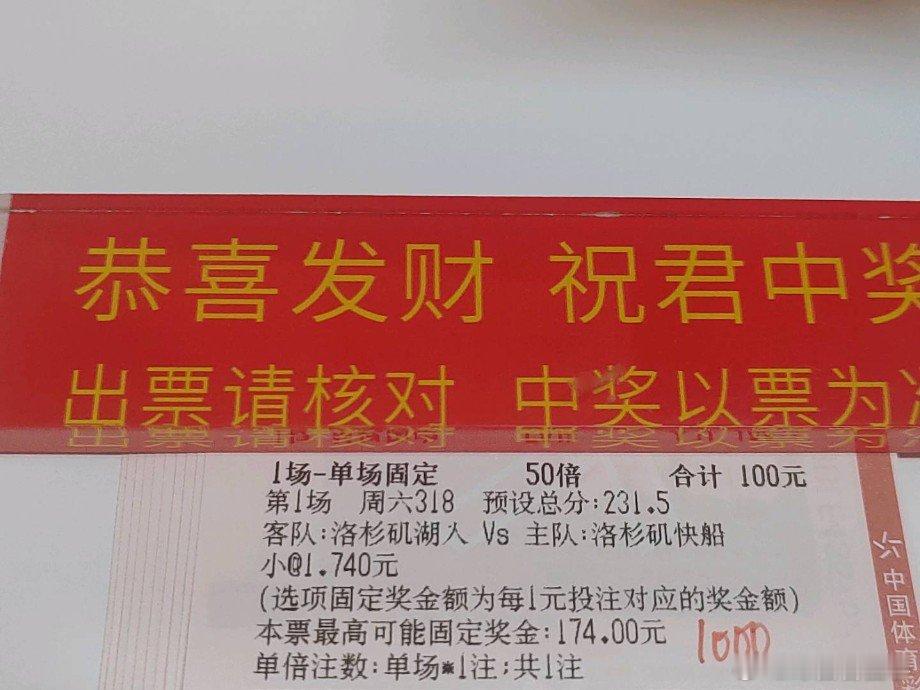 恭喜发财 祝君中奖
出票请核对 中奖以票为
1场-单场固定 50倍 合计 100元
第1场 周六318 预设总分:231.5
客队:洛杉矶湖人 Vs 主队:洛杉矶快船
小@1.740元
(选项固定奖金额为每1元投注对应的奖金额)
本票最高可能固定奖金:174.00元
1000
单倍注数:单场*1注;共1注
中国体育彩